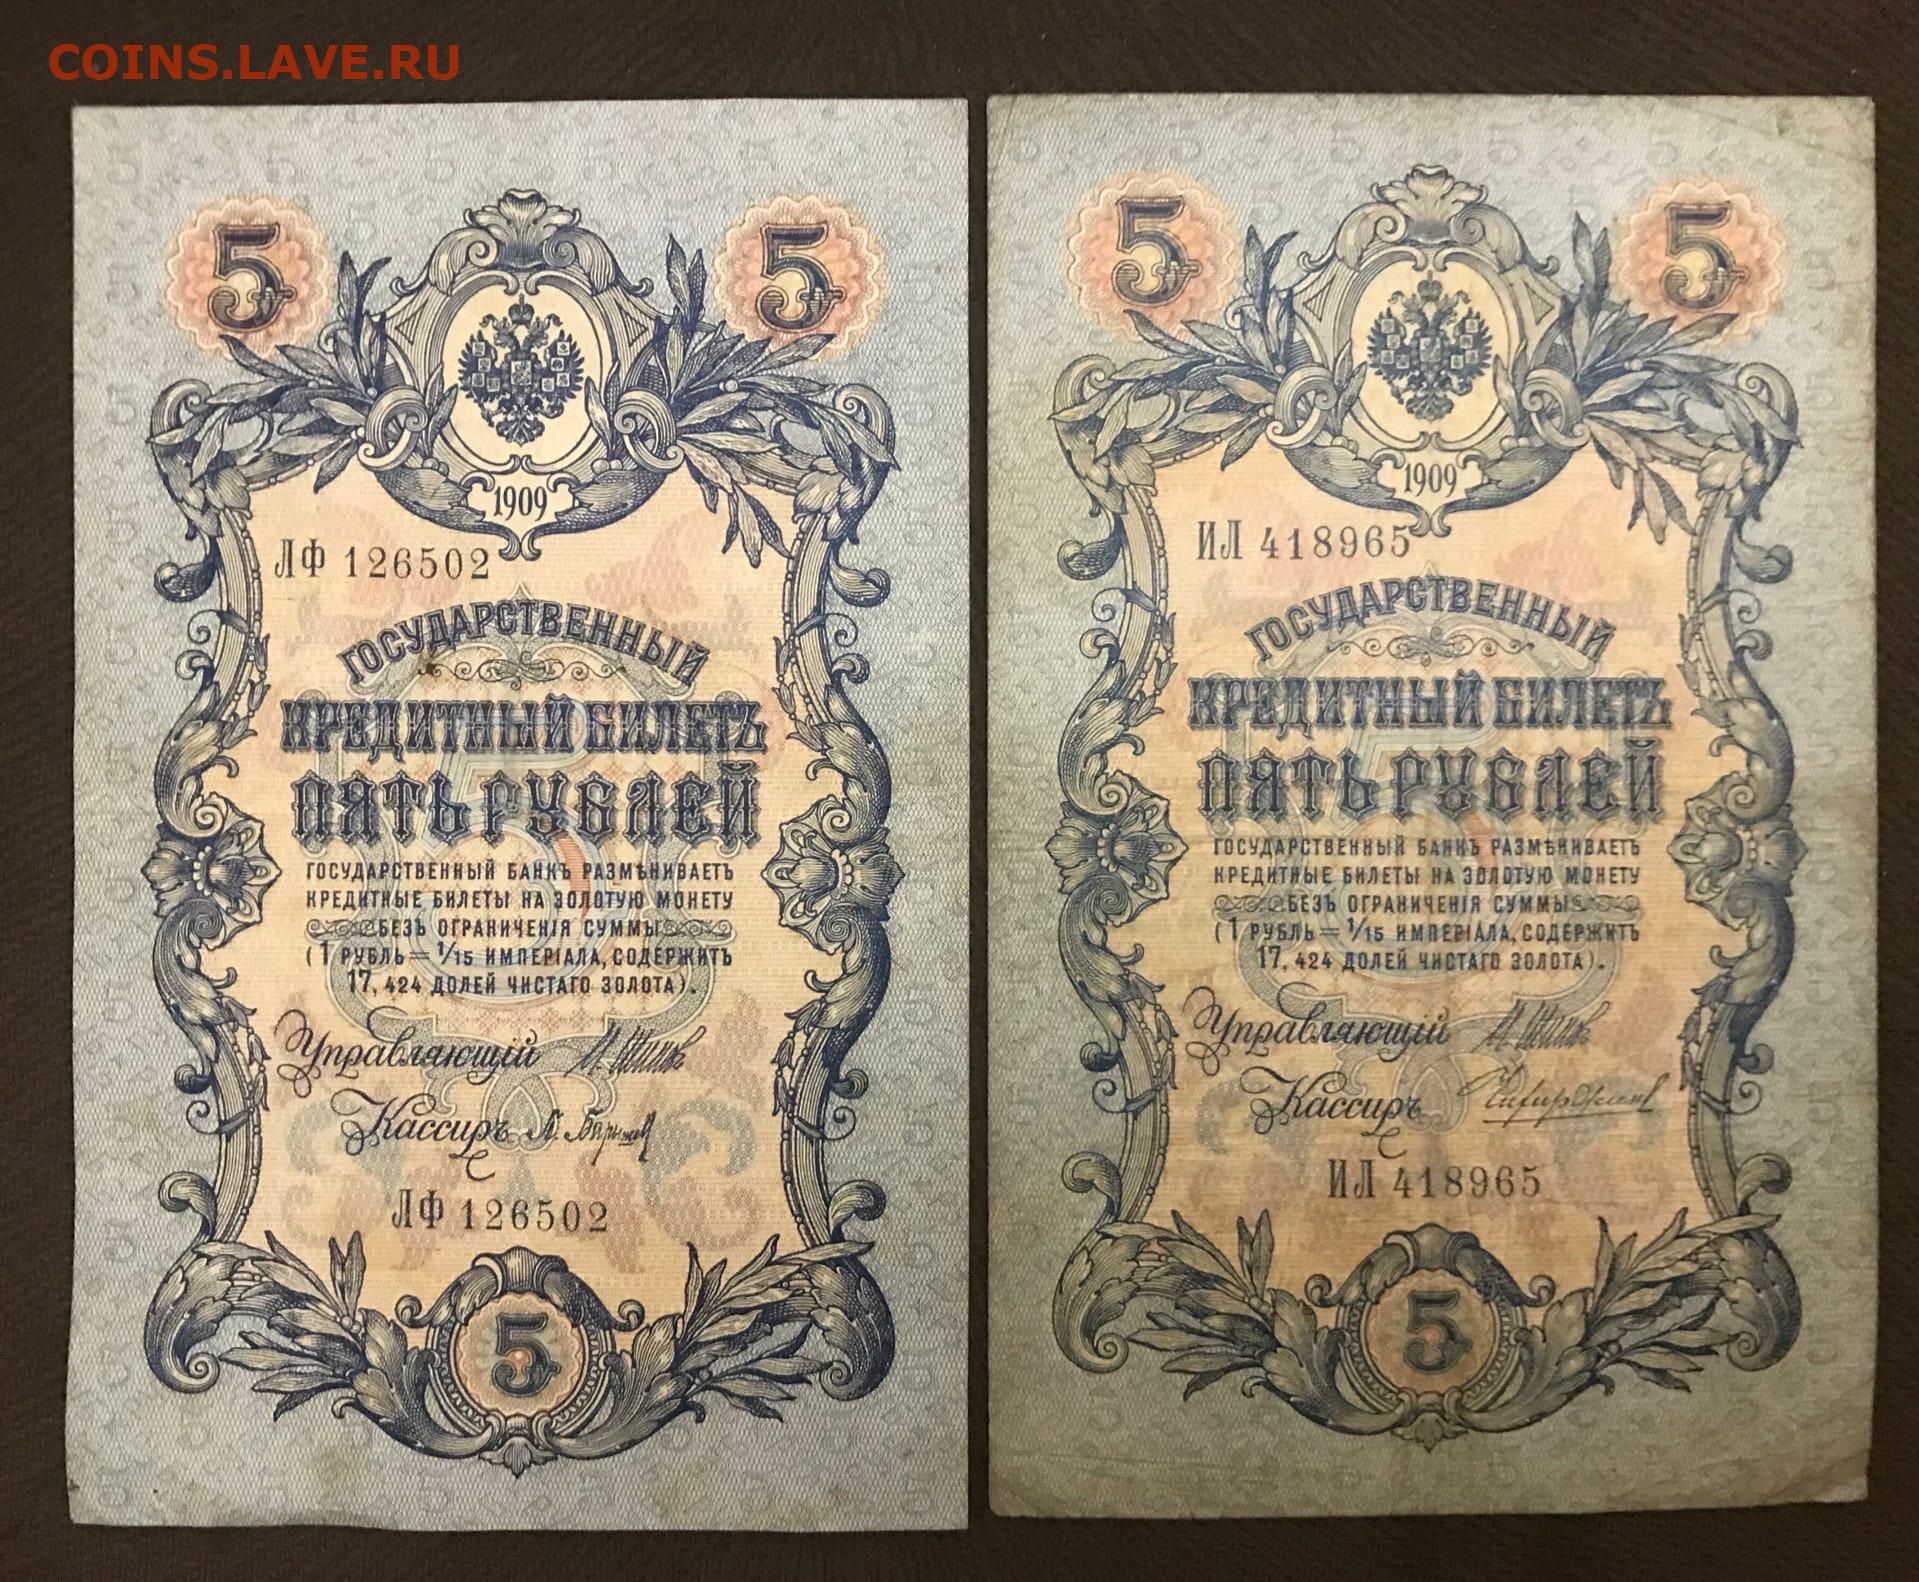 COINS.LAVE.RU
5 5
1909
ЛФ 126502
ГОСУДАРСТВЕННЫЙ
КРЕДИТНЫЙ БИЛЕТЪ
ПЯТЬ РУБЛЕЙ
ГОСУДАРСТВЕННЫЙ БАНКЪ РАЗМѢНИВАЕТЪ
КРЕДИТНЫЕ БИЛЕТЫ НА ЗОЛОТУЮ МОНЕТУ
БЕЗЪ ОГРАНИЧЕНІЯ СУММЫ
(1 РУБЛЬ = 1/15 ИМПЕРІАЛА, СОДЕРЖИТЪ
17,424 ДОЛЕЙ ЧИСТАГО ЗОЛОТА).
Управляющій И. Шипов
Кассиръ
ЛФ 126502
5
5 5
1909
ИЛ 418965
ГОСУДАРСТВЕННЫЙ
КРЕДИТНЫЙ БИЛЕТЪ
ПЯТЬ РУБЛЕЙ
ГОСУДАРСТВЕННЫЙ БАНКЪ РАЗМѢНИВАЕТЪ
КРЕДИТНЫЕ БИЛЕТЫ НА ЗОЛОТУЮ МОНЕТУ
БЕЗЪ ОГРАНИЧЕНІЯ СУММЫ
(1 РУБЛЬ = 1/15 ИМПЕРІАЛА, СОДЕРЖИТЪ
17,424 ДОЛЕЙ ЧИСТАГО ЗОЛОТА).
Управляющій И. Шипов
Кассиръ
ИЛ 418965
5